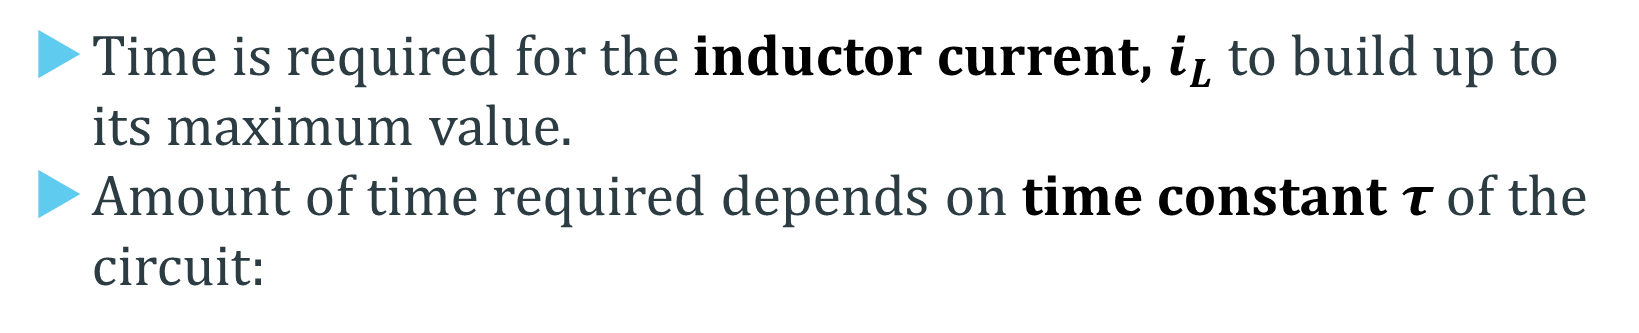 ▶ Time is required for the inductor current, i_L to build up to
its maximum value.
▶ Amount of time required depends on time constant τ of the
circuit: